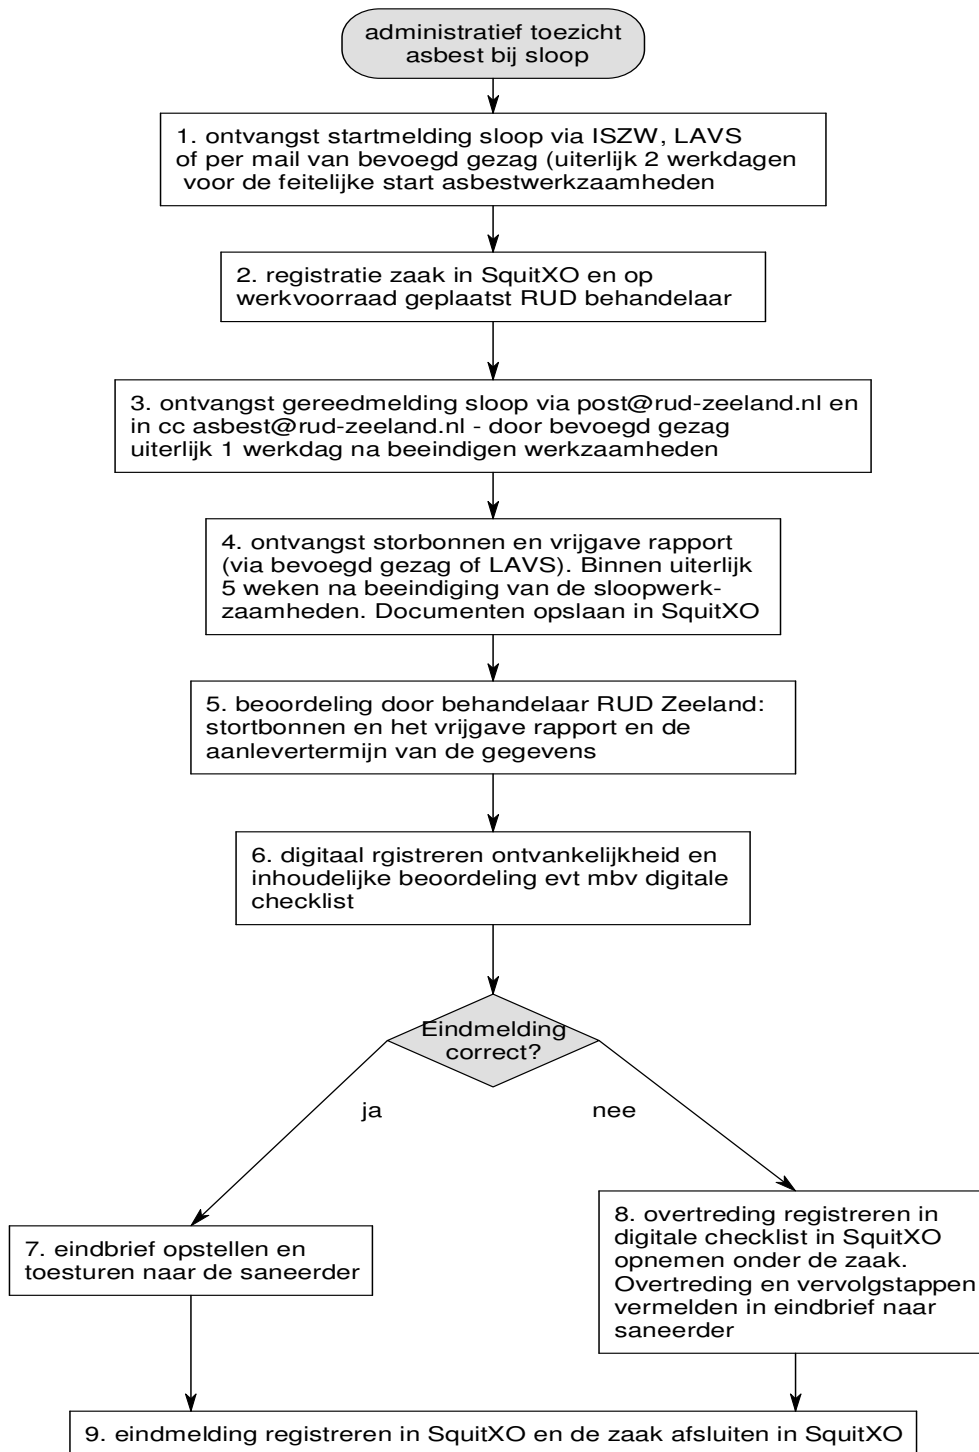 administratief toezicht
asbest bij sloop
1. ontvangst startmelding sloop via ISZW, LAVS
of per mail van bevoegd gezag (uiterlijk 2 werkdagen
voor de feitelijke start asbestwerkzaamheden
2. registratie zaak in SquitXO en op
werkvoorraad geplaatst RUD behandelaar
3. ontvangst gereedmelding sloop via post@rud-zeeland.nl en
in cc asbest@rud-zeeland.nl - door bevoegd gezag
uiterlijk 1 werkdag na beeindigen werkzaamheden
4. ontvangst storbonnen en vrijgave rapport
(via bevoegd gezag of LAVS). Binnen uiterlijk
5 weken na beeindiging van de sloopwerk-
zaamheden. Documenten opslaan in SquitXO
5. beoordeling door behandelaar RUD Zeeland:
stortbonnen en het vrijgave rapport en de
aanlevertermijn van de gegevens
6. digitaal rgistreren ontvankelijkheid en
inhoudelijke beoordeling evt mbv digitale
checklist
Eindmelding
correct?
ja
nee
7. eindbrief opstellen en
toesturen naar de saneerder
8. overtreding registreren in
digitale checklist in SquitXO
opnemen onder de zaak.
Overtreding en vervolgstappen
vermelden in eindbrief naar
saneerder
9. eindmelding registreren in SquitXO en de zaak afsluiten in SquitXO